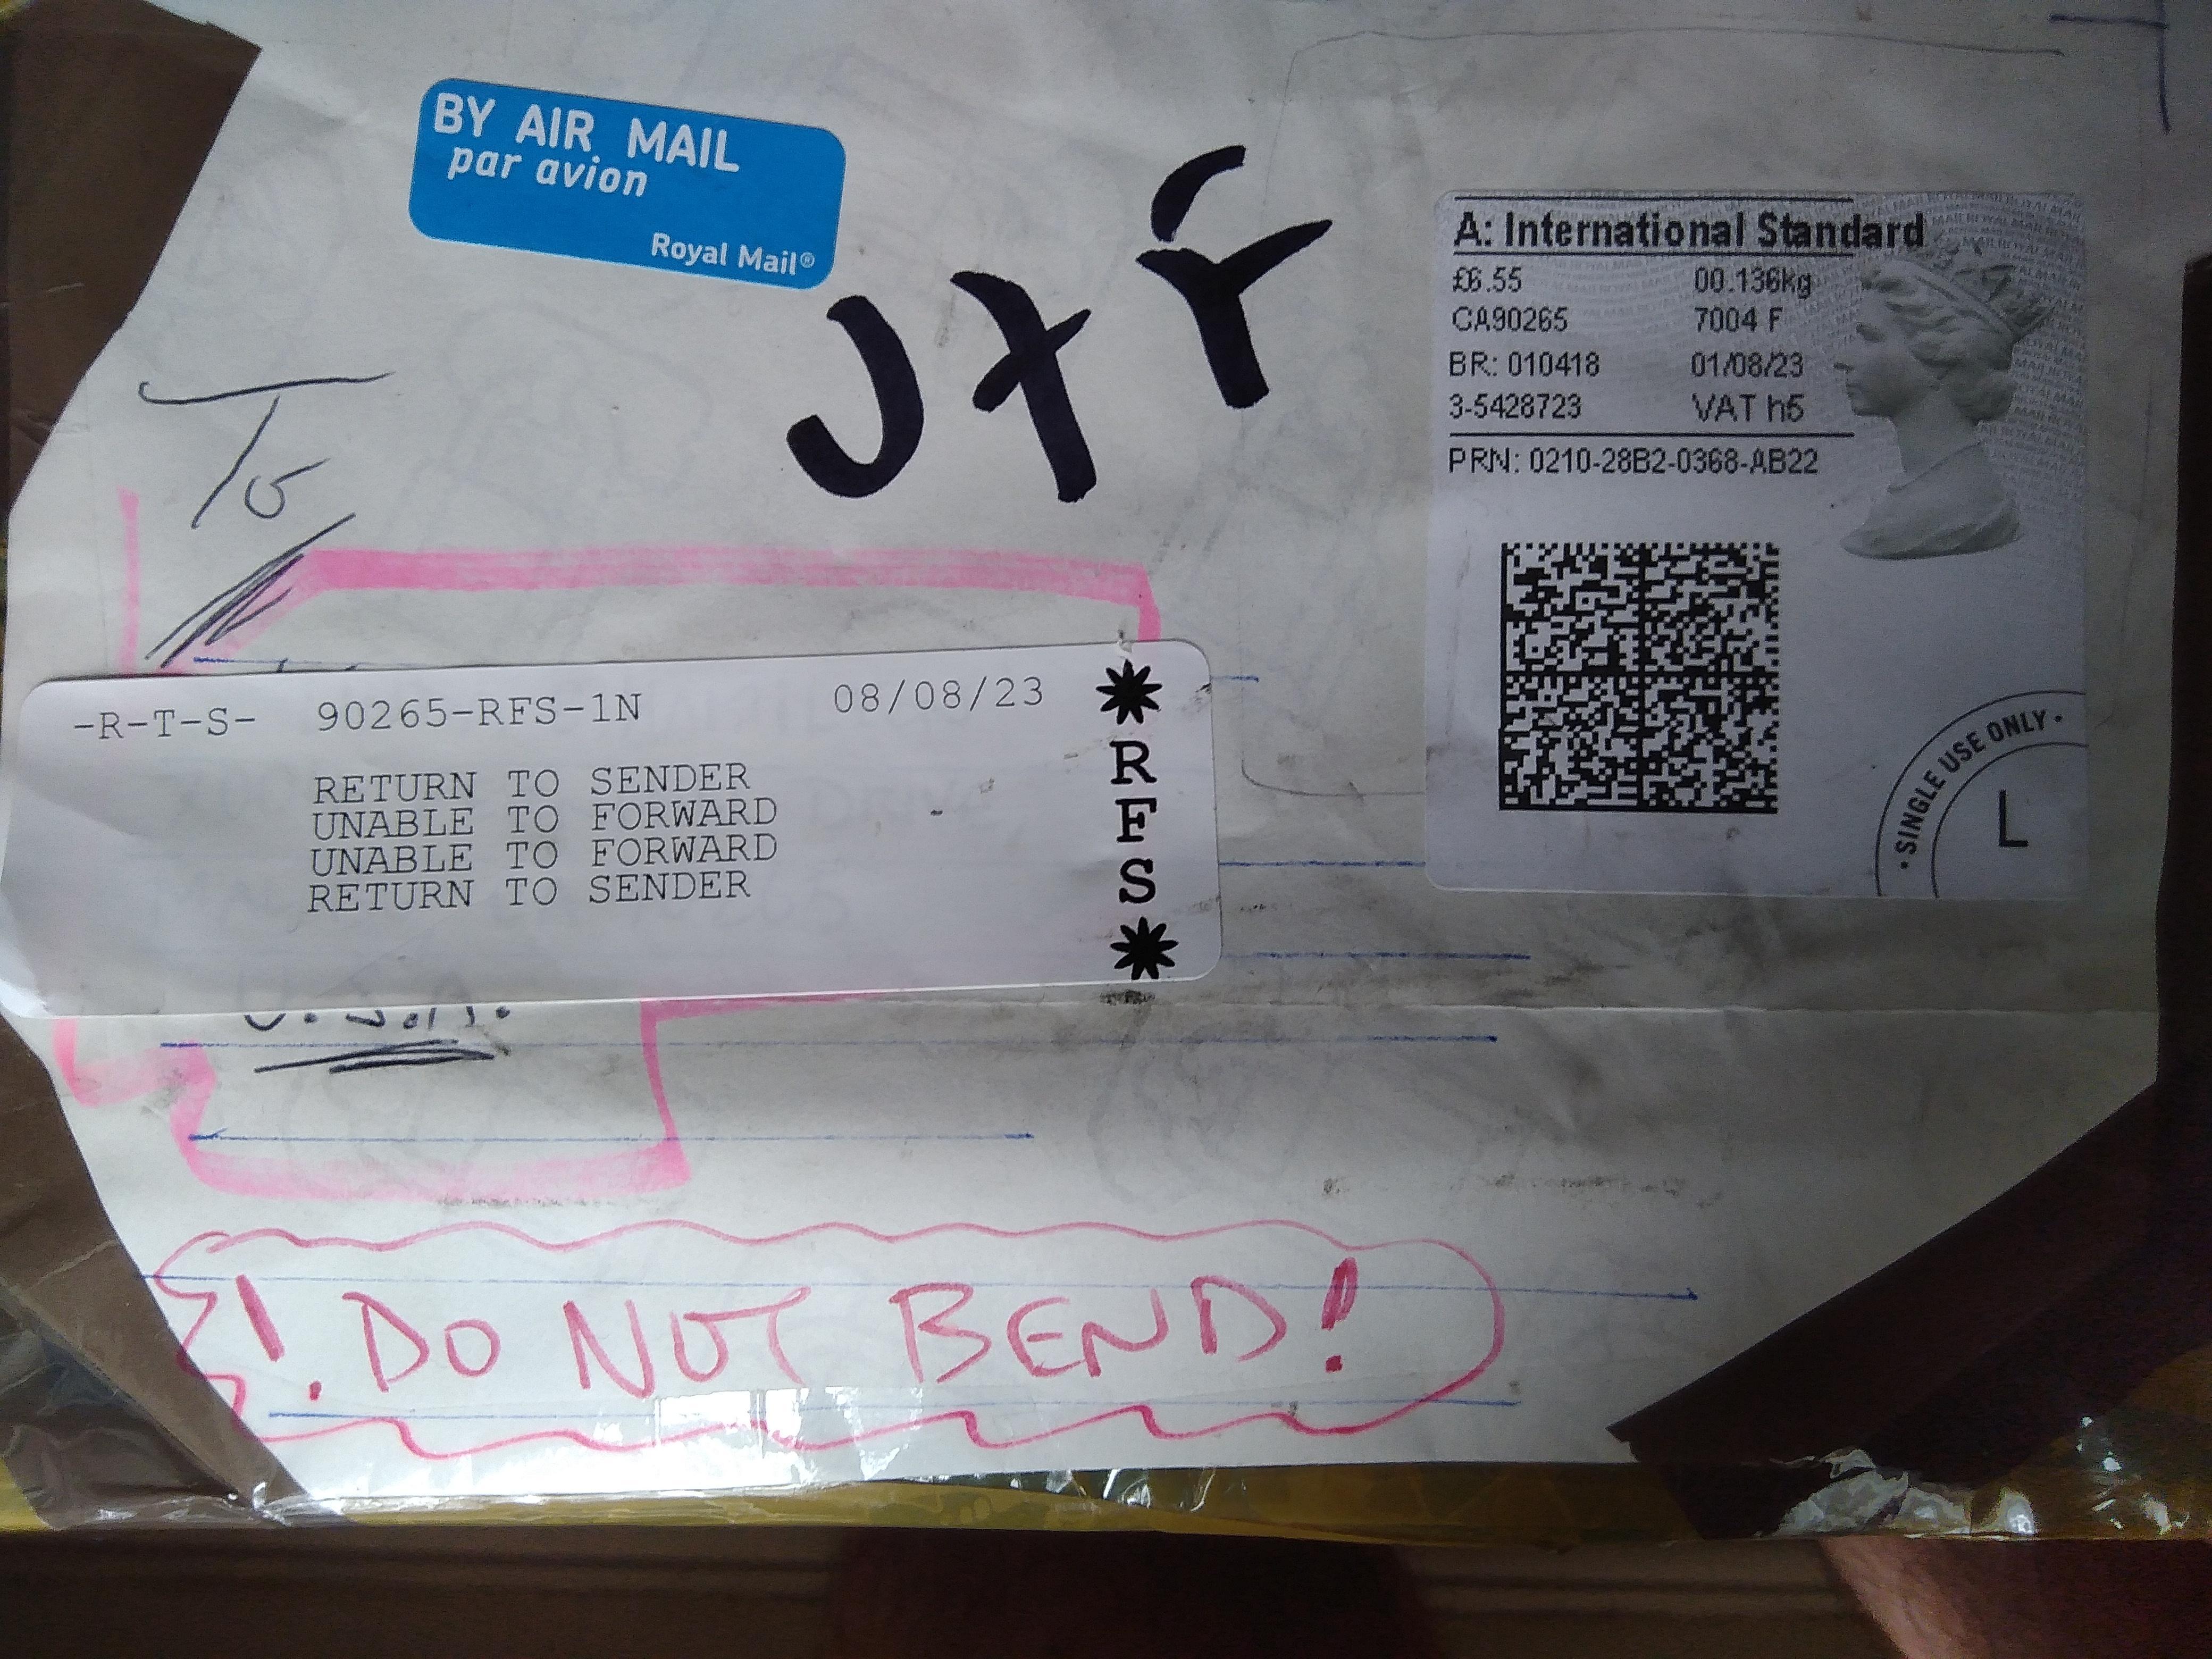 BY AIR MAIL
par avion
Royal Mail®
A: International Standard
£6.55 00.136kg
CA90265 7004 F
BR: 010418 01/08/23
3-5428723 VAT h5
PRN: 0210-28B2-0368-AB22
• SINGLE USE ONLY •
L
To
-R-T-S- 90265-RFS-1N 08/08/23
RETURN TO SENDER
UNABLE TO FORWARD
UNABLE TO FORWARD
RETURN TO SENDER
* R F S *
U.S.A.
! DO NOT BEND!